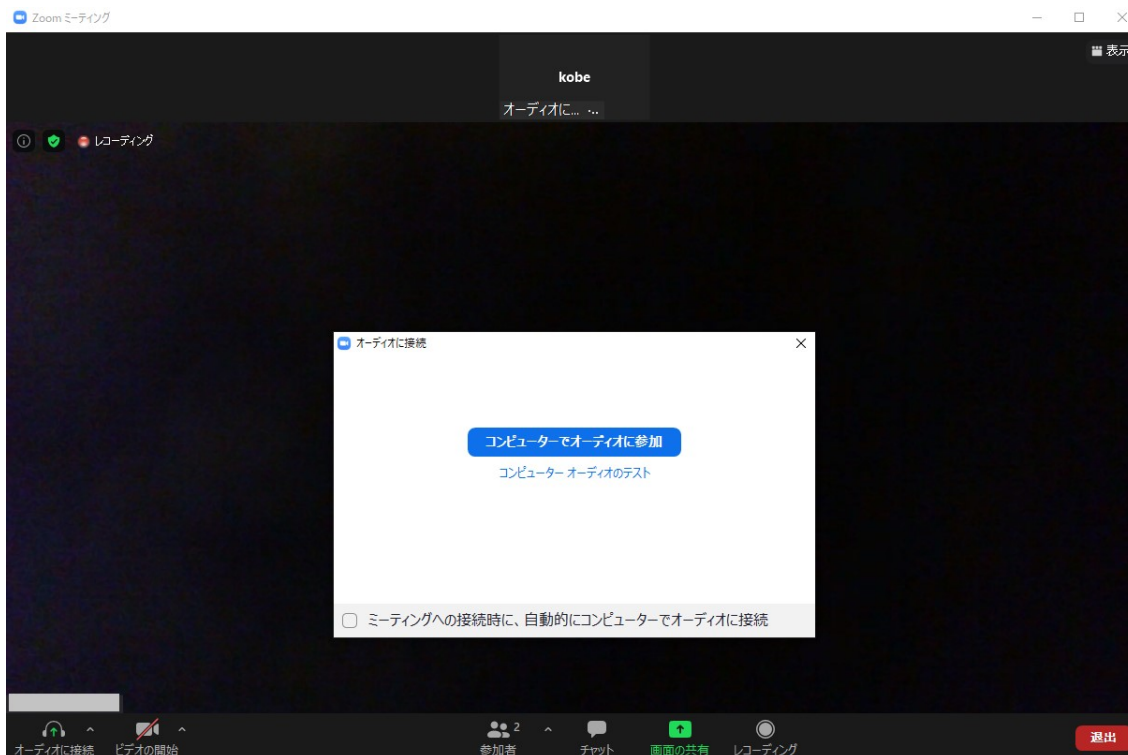 Zoom ミーティング
表示
kobe
オーディオに... ...
レコーディング
オーディオに接続
コンピューターでオーディオに参加
コンピューター オーディオのテスト
ミーティングへの接続時に、自動的にコンピューターでオーディオに接続
オーディオに接続
ビデオの開始
参加者
2
チャット
画面の共有
レコーディング
退出